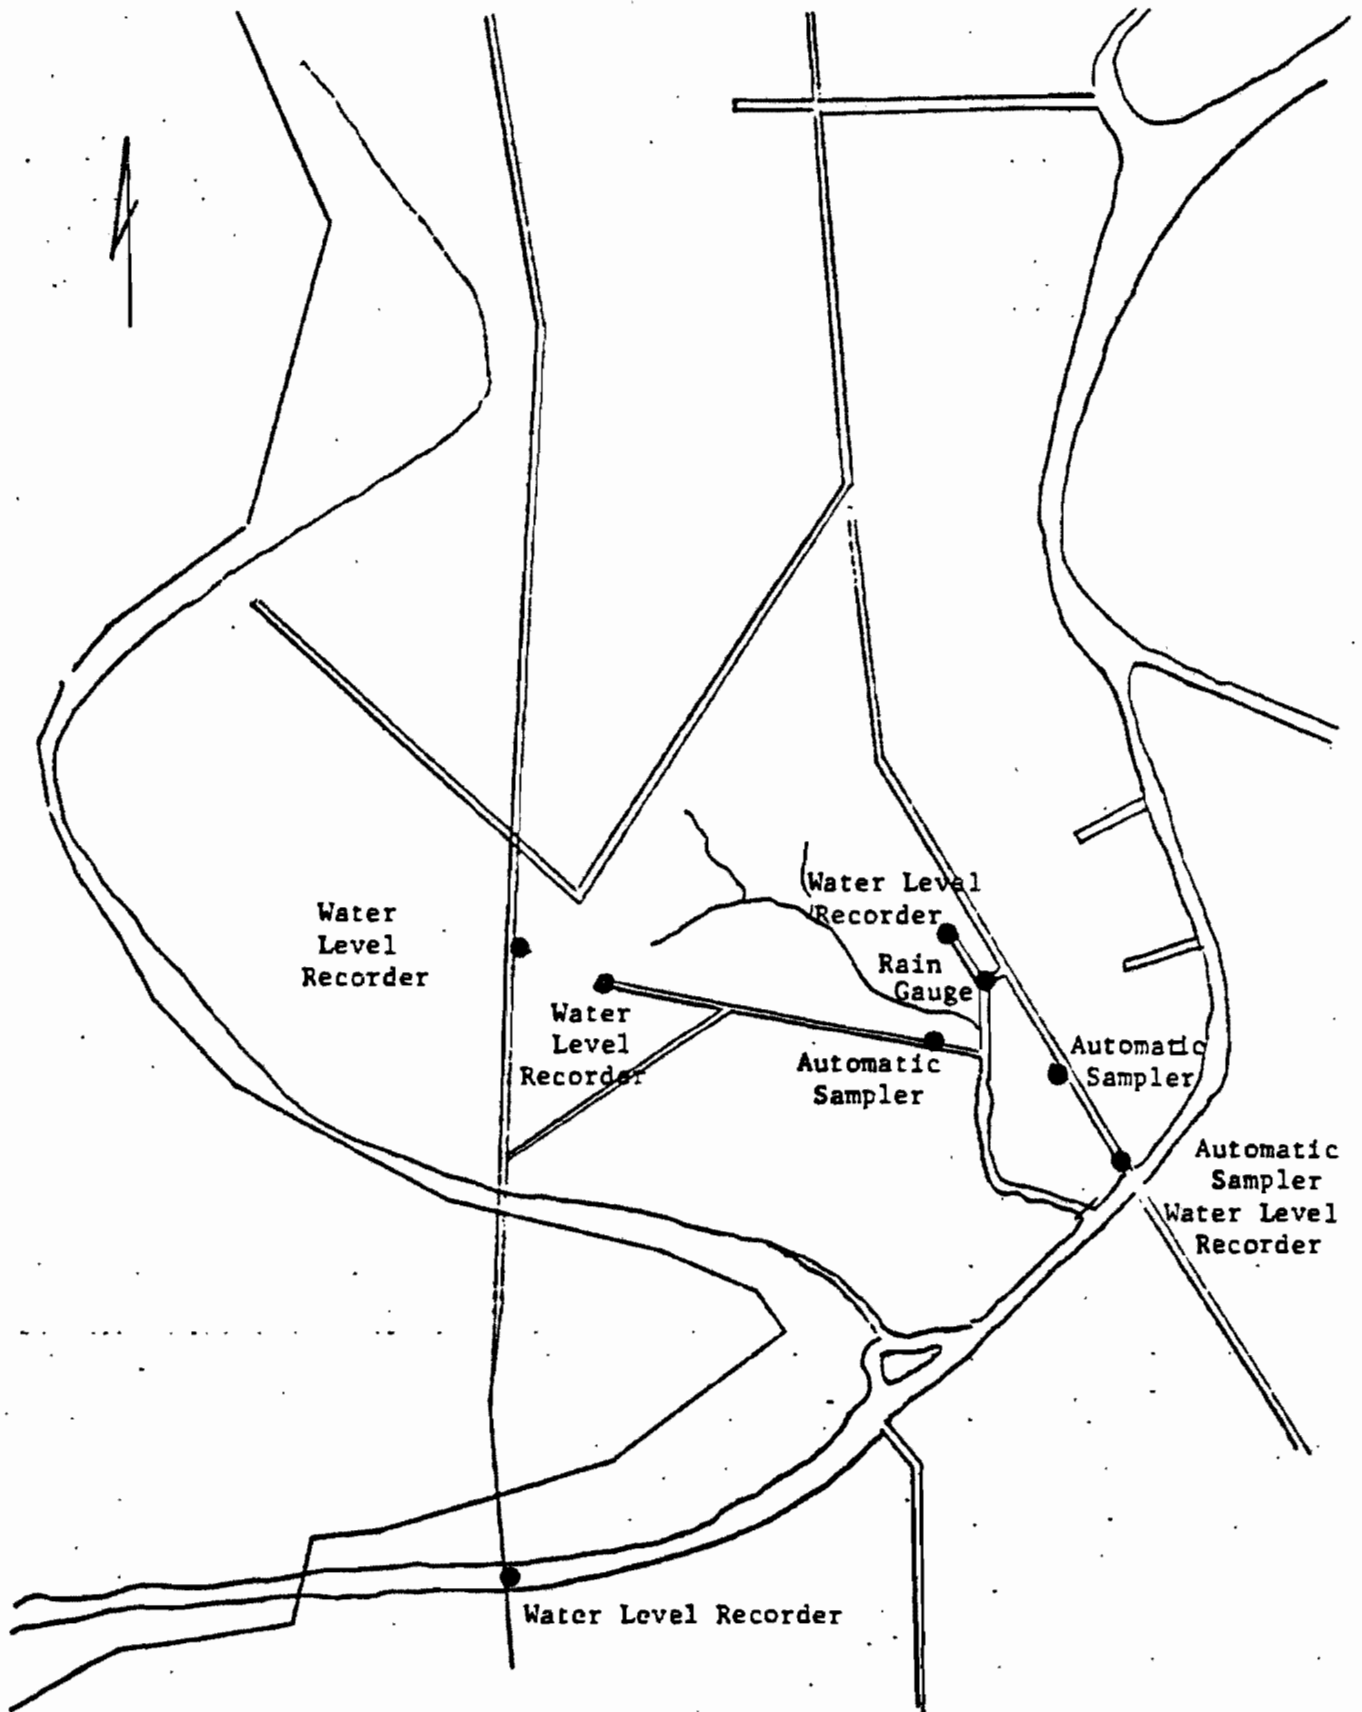 Water Level
Recorder
Water
Level
Recorder
Rain
Gauge
Water
Level
Recorder
Automatic
Sampler
Automatic
Sampler
Automatic
Sampler
Water Level
Recorder
Water Level Recorder